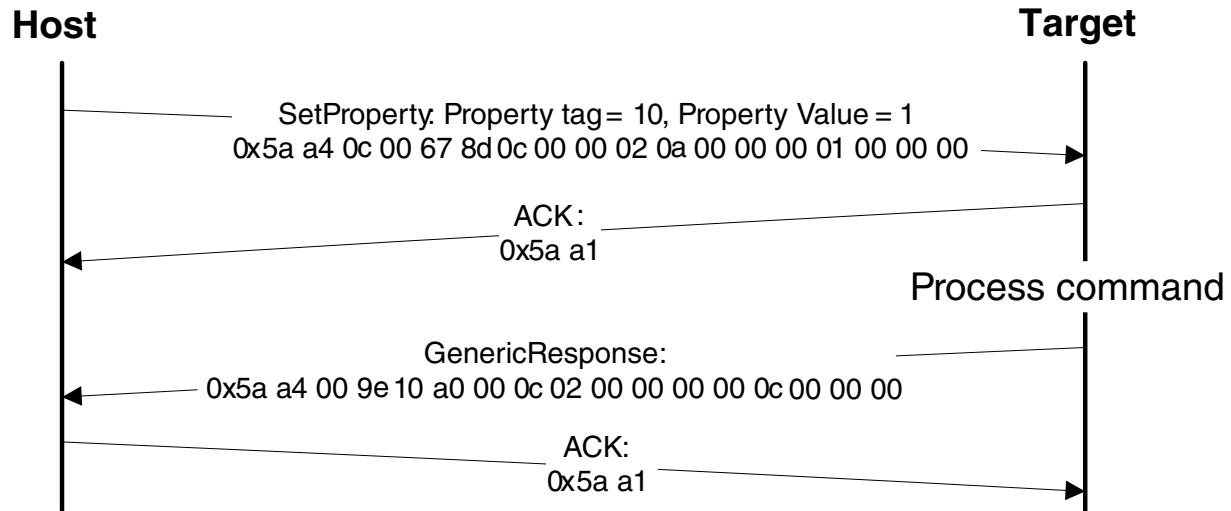 Host
Target
SetProperty: Property tag = 10, Property Value = 1
0x5a a4 0c 00 67 8d 0c 00 00 02 0a 00 00 00 01 00 00 00
ACK:
0x5a a1
Process command
GenericResponse:
0x5a a4 00 9e 10 a0 00 0c 02 00 00 00 00 0c 00 00 00
ACK:
0x5a a1